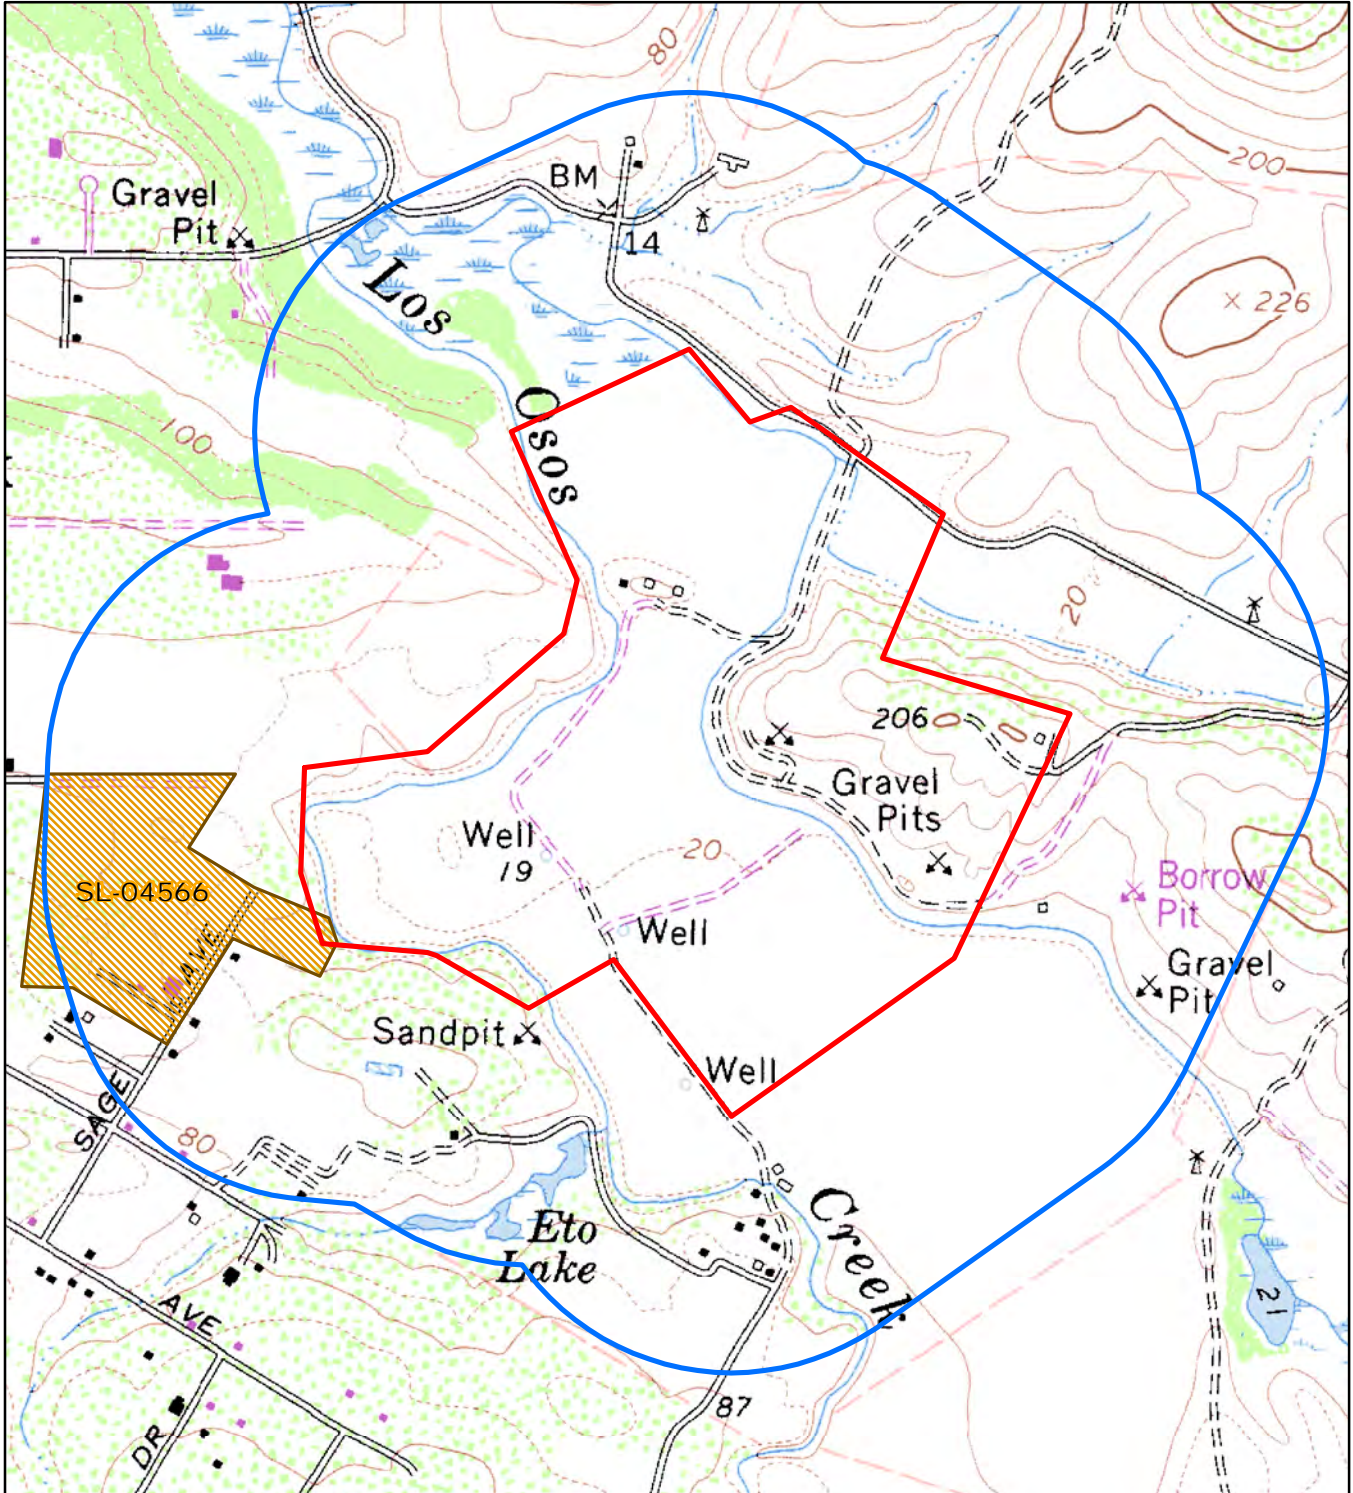 80
200
BM
Gravel
Pit
14
Los
× 226
Osos
100
20
206
Gravel
Pits
Well
19
20
Borrow
Pit
SL-04566
AVE
Well
Gravel
Pit
Sandpit
Well
SAGE
80
Creek
Eto
Lake
21
AVE
87
DR